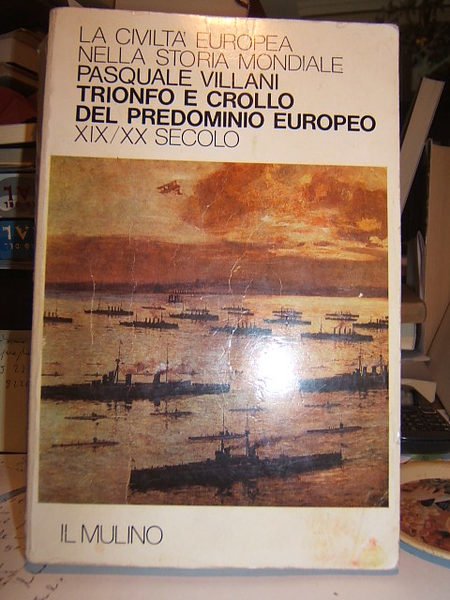 LA CIVILTA' EUROPEA
NELLA STORIA MONDIALE
PASQUALE VILLANI
TRIONFO E CROLLO
DEL PREDOMINIO EUROPEO
XIX/XX SECOLO
IL MULINO